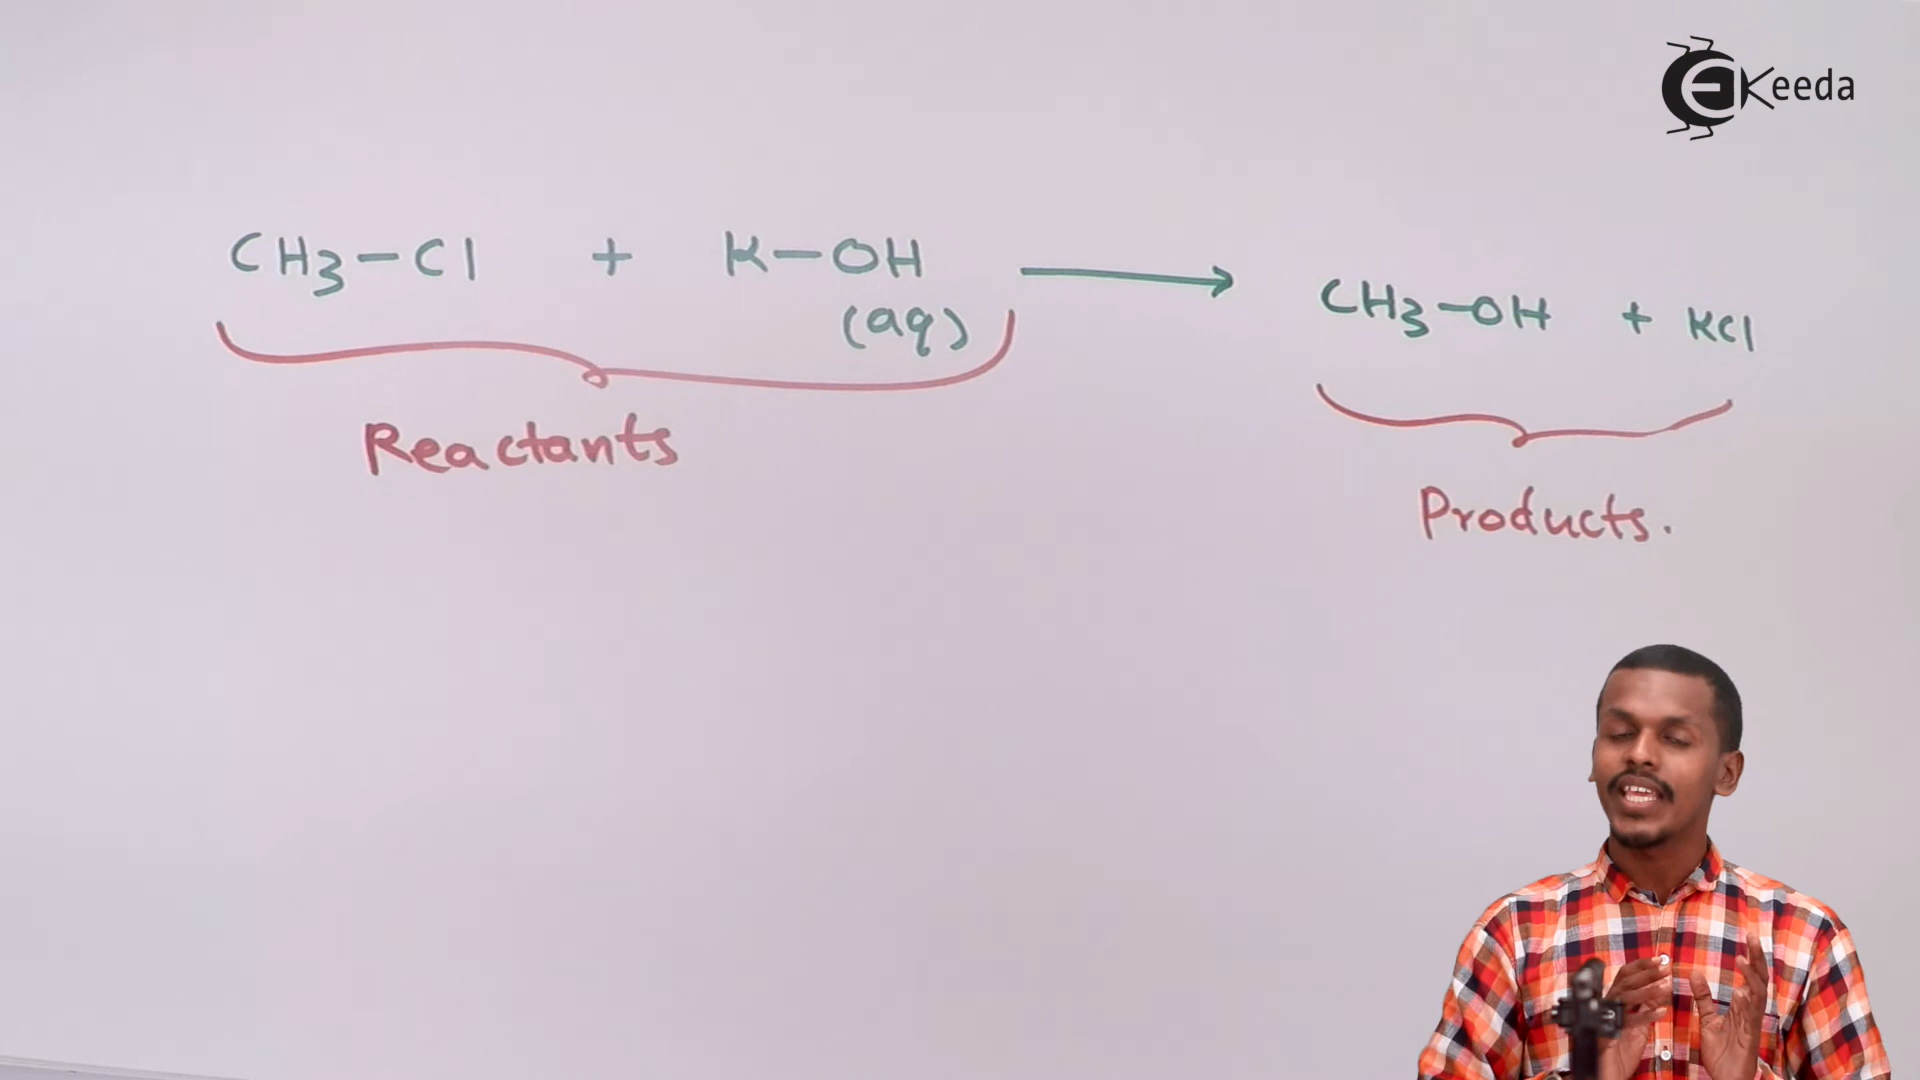 EKeeda
CH3-Cl + K-OH (aq) → CH3-OH + KCl
Reactants
Products.